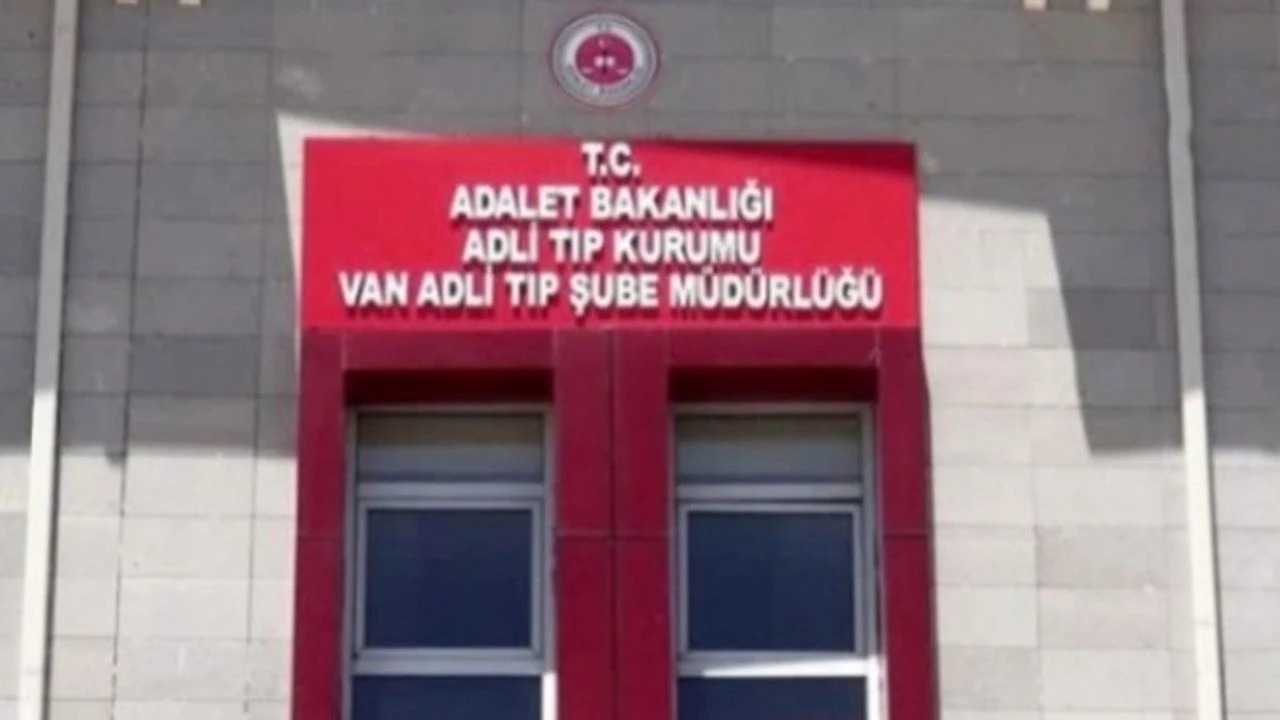 T.C.
ADALET BAKANLIĞI
ADLİ TIP KURUMU
VAN ADLİ TIP ŞUBE MÜDÜRLÜĞÜ